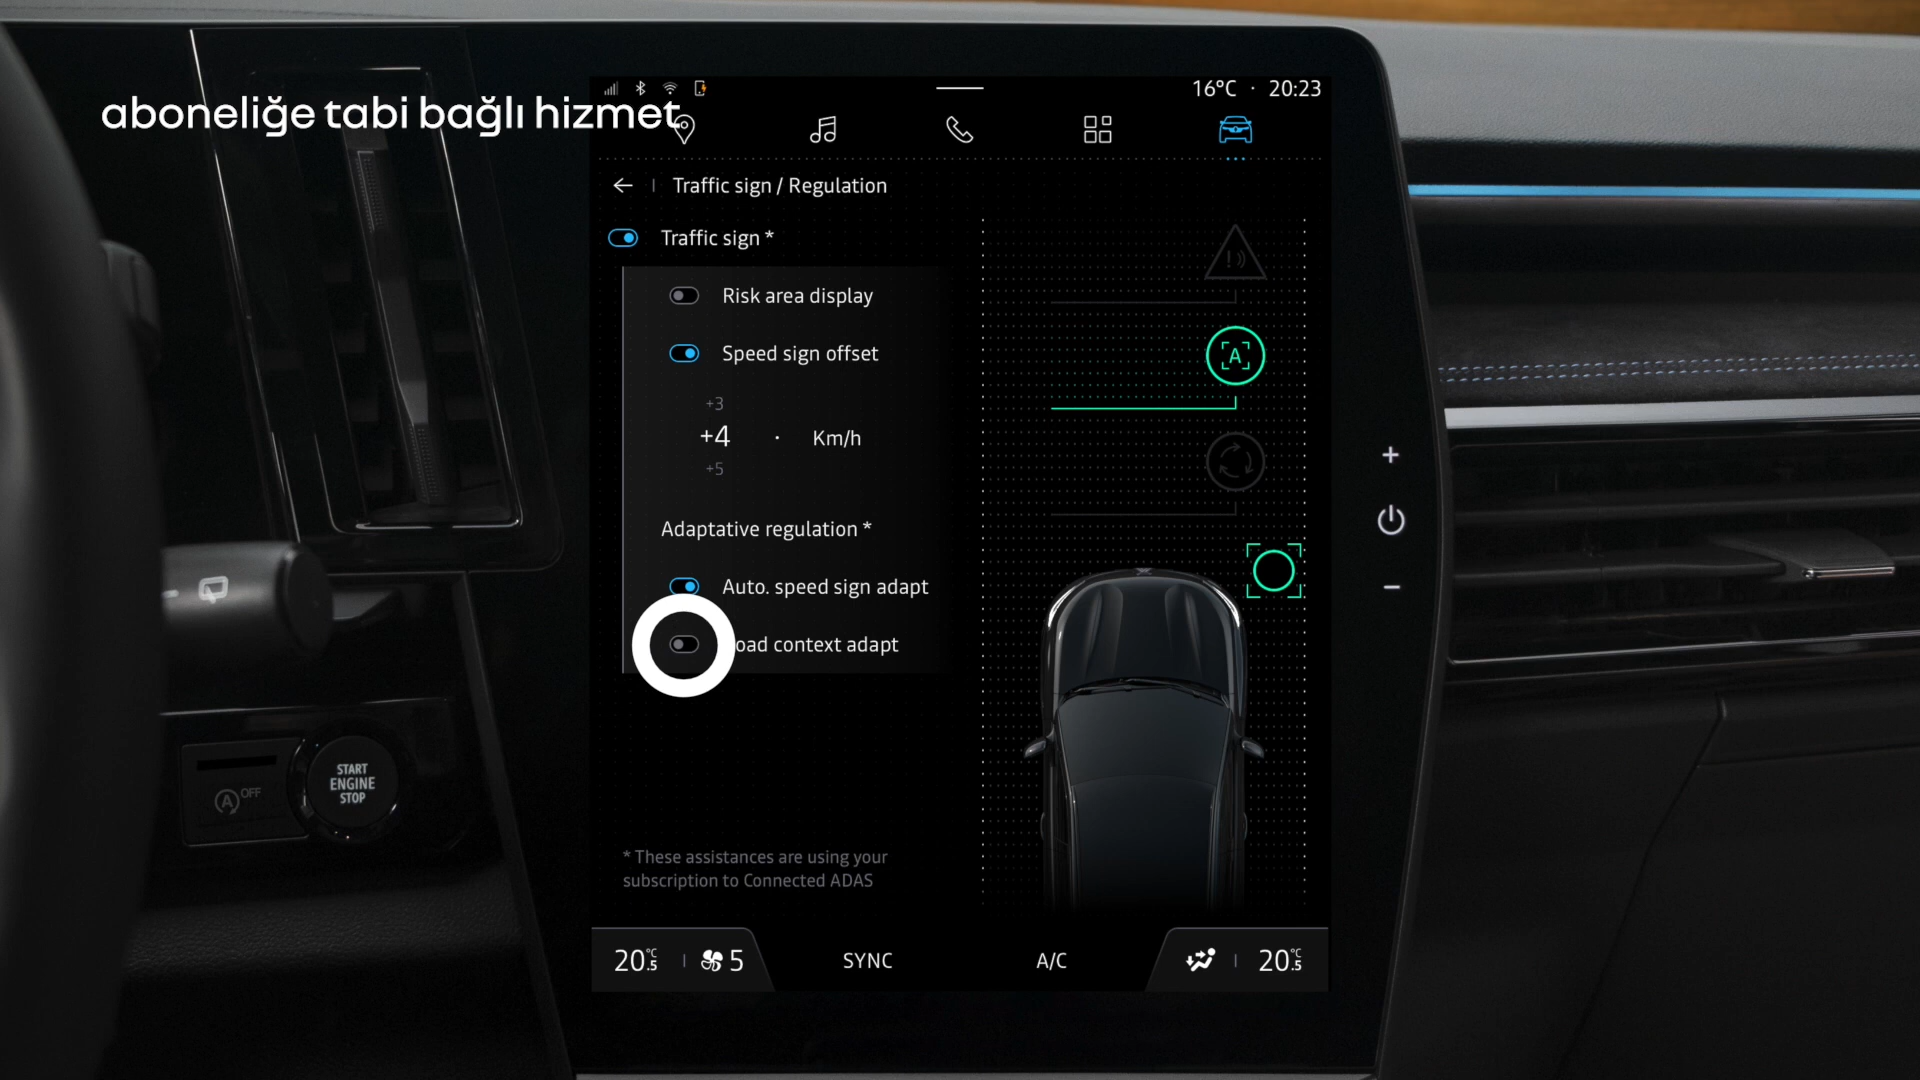 aboneliğe tabi bağlı hizmet
16°C · 20:23
Traffic sign / Regulation
Traffic sign *
Risk area display
Speed sign offset
+3
+4 · Km/h
+5
Adaptative regulation *
Auto. speed sign adapt
oad context adapt
* These assistances are using your
subscription to Connected ADAS
A
A OFF
START
ENGINE
STOP
20.5°C 5 SYNC A/C 20.5°C